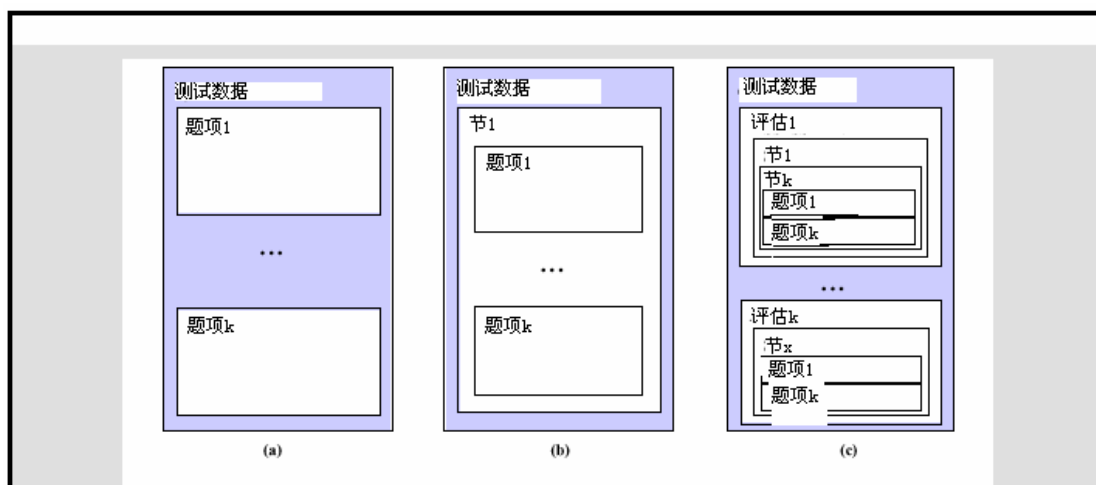 测试数据
题项1
...
题项k
(a)
测试数据
节1
题项1
...
题项k
(b)
测试数据
评估1
节1
节k
题项1
题项k
...
评估k
节x
题项1
题项k
(c)